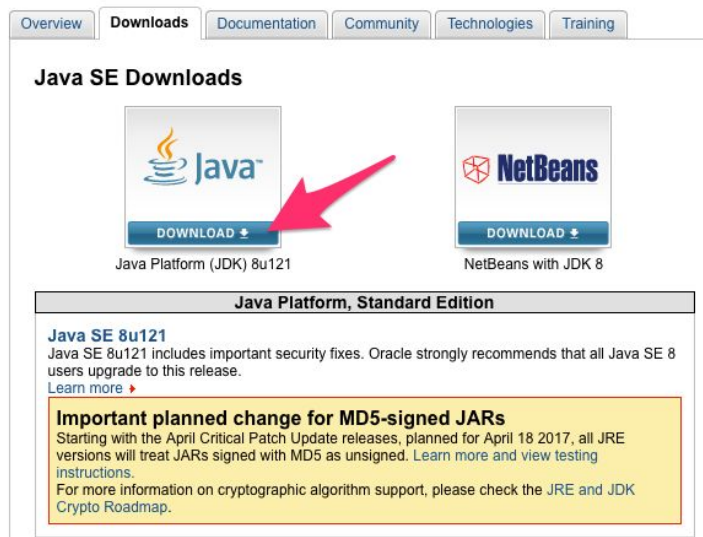 Overview Downloads Documentation Community Technologies Training
Java SE Downloads
Java™
NetBeans
DOWNLOAD
DOWNLOAD
Java Platform (JDK) 8u121
NetBeans with JDK 8
Java Platform, Standard Edition
Java SE 8u121
Java SE 8u121 includes important security fixes. Oracle strongly recommends that all Java SE 8
users upgrade to this release.
Learn more
Important planned change for MD5-signed JARs
Starting with the April Critical Patch Update releases, planned for April 18 2017, all JRE
versions will treat JARs signed with MD5 as unsigned. Learn more and view testing
instructions.
For more information on cryptographic algorithm support, please check the JRE and JDK
Crypto Roadmap.